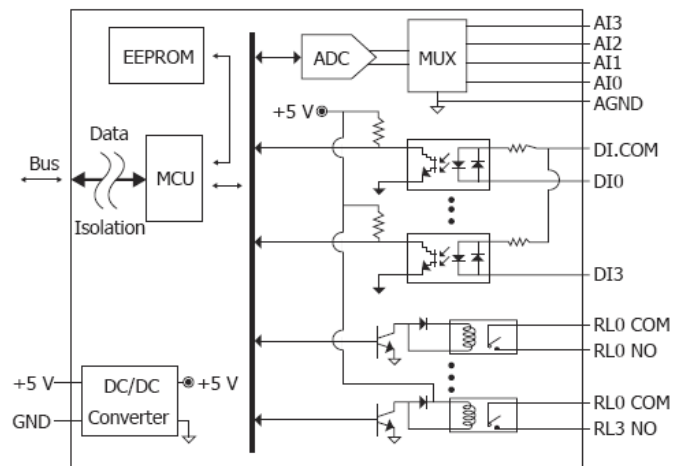 EEPROM
ADC
MUX
AI3
AI2
AI1
AI0
AGND
+5 V
Data
Bus
MCU
Isolation
DI.COM
DI0
DI3
RL0 COM
RL0 NO
+5 V
DC/DC
Converter
+5 V
GND
RL0 COM
RL3 NO